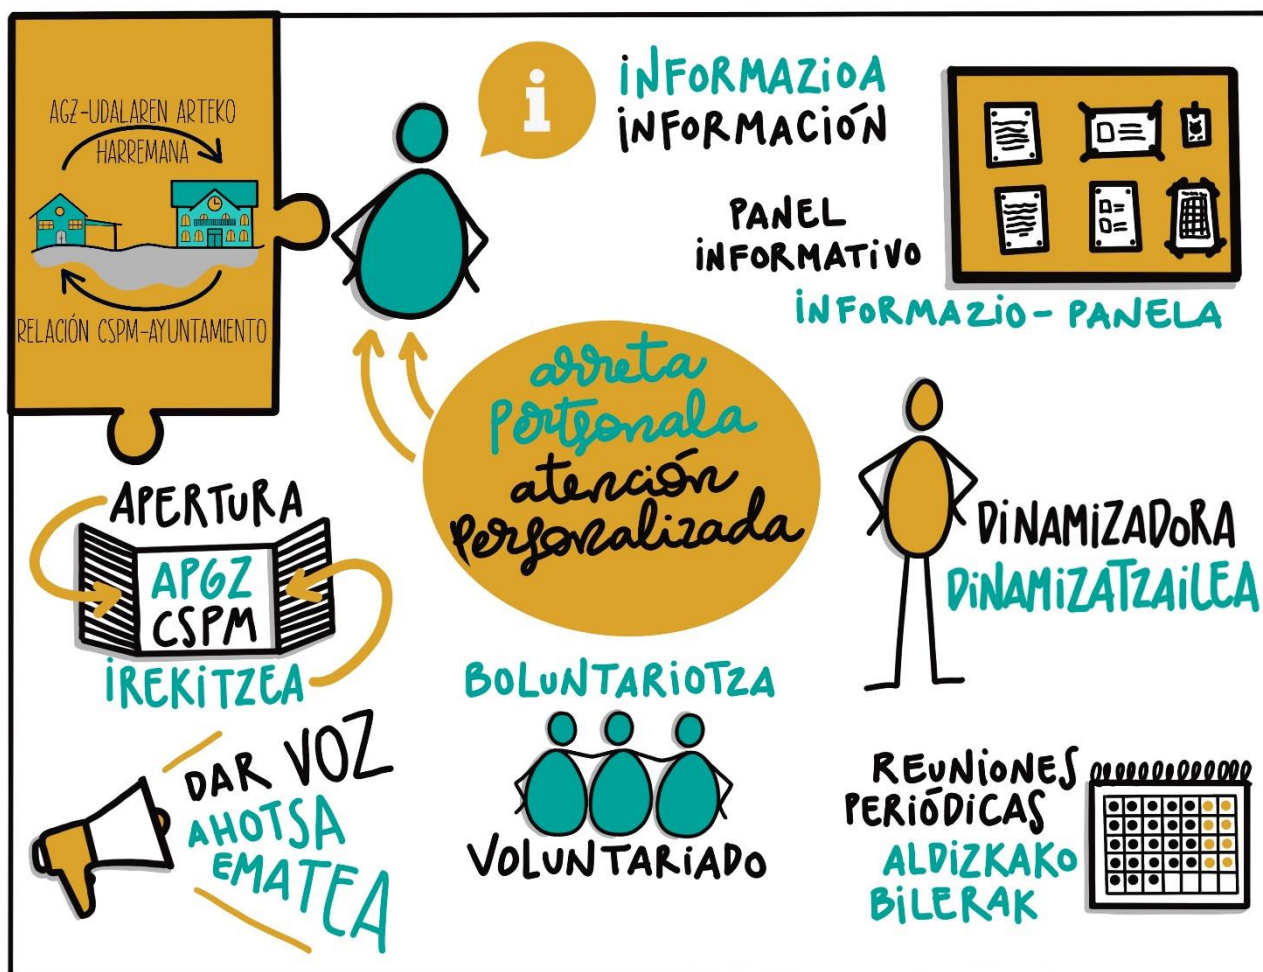 AGZ-UDALAREN ARTEKO
HARREMANA
RELACIÓN CSPM-AYUNTAMIENTO
i
INFORMAZIOA
INFORMACIÓN
PANEL
INFORMATIVO
INFORMAZIO-PANELA
arreta
pertsonala
atención
personalizada
APERTURA
APGZ
CSPM
IREKITZEA
DINAMIZADORA
DINAMIZATZAILEA
BOLUNTARIOTZA
VOLUNTARIADO
DAR VOZ
AHOTSA
EMATEA
REUNIONES
PERIÓDICAS
ALDIZKAKO
BILERAK